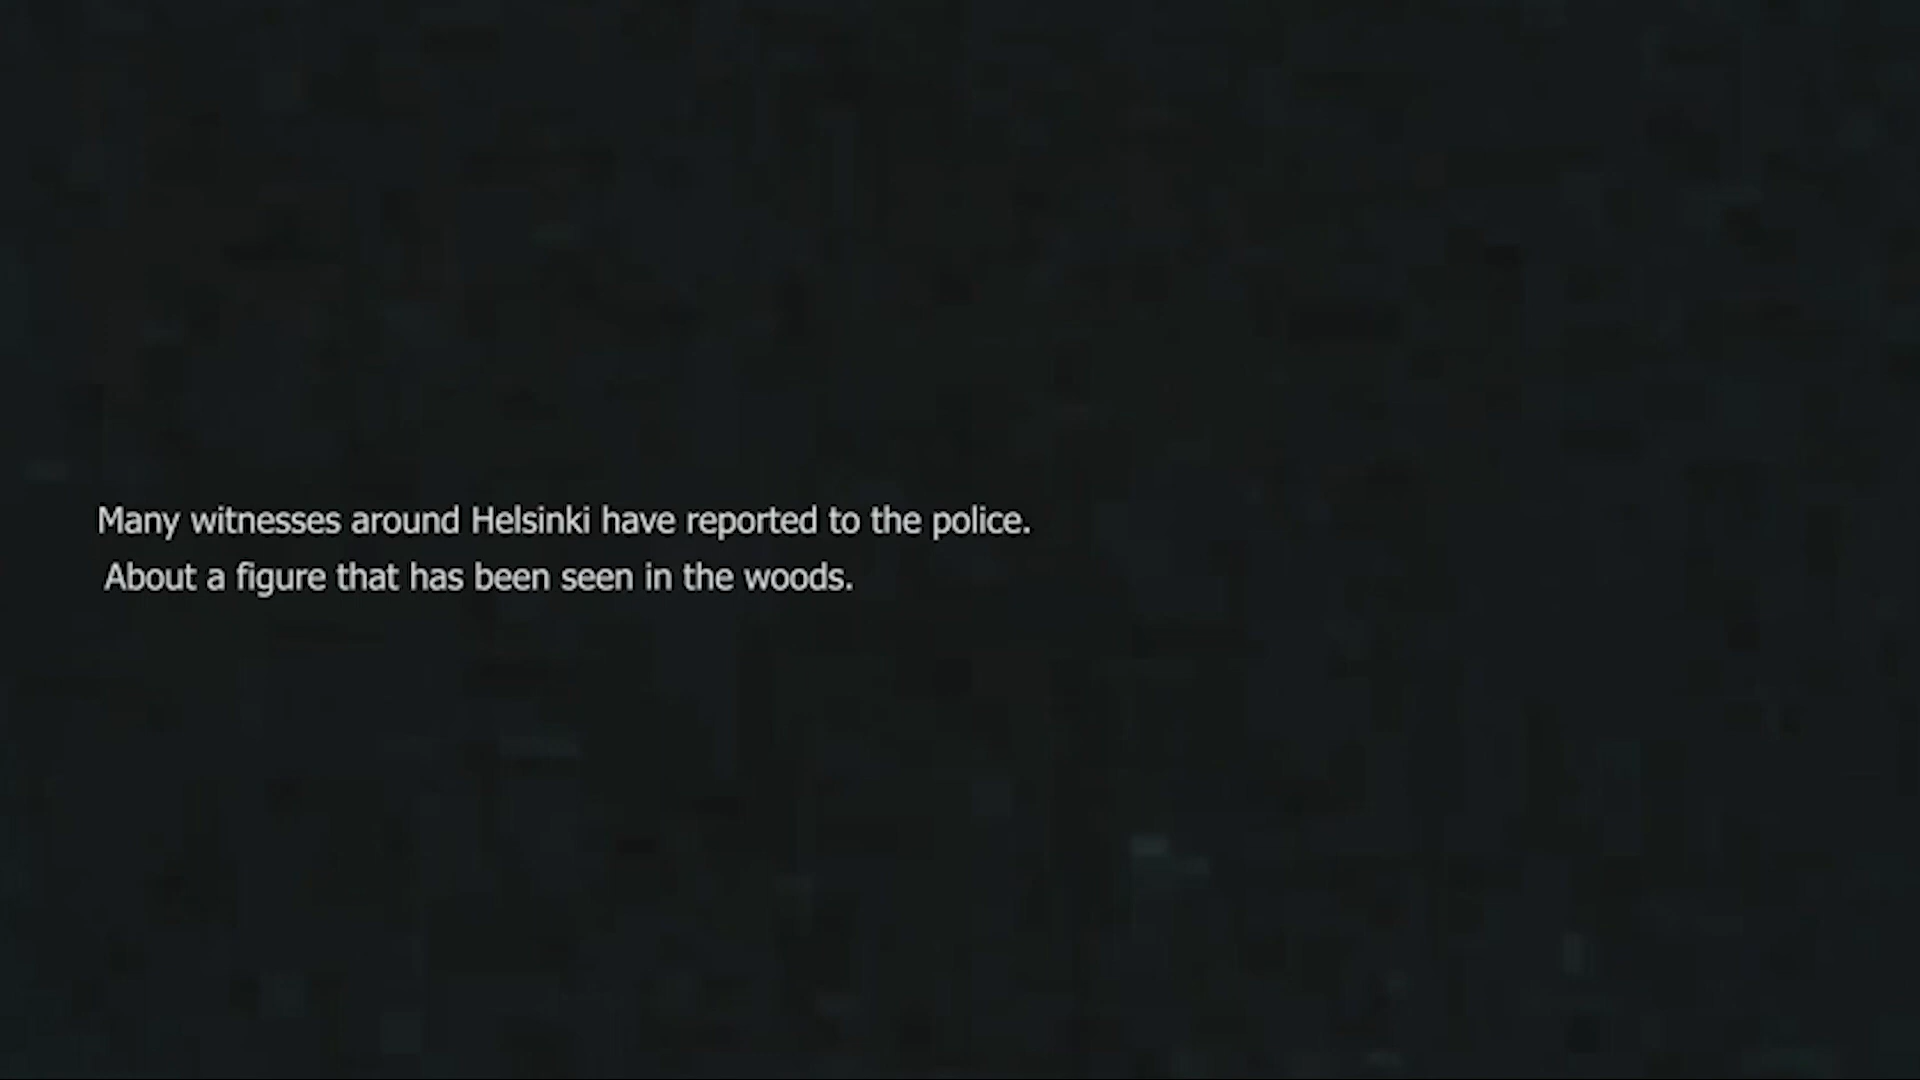 Many witnesses around Helsinki have reported to the police.
About a figure that has been seen in the woods.